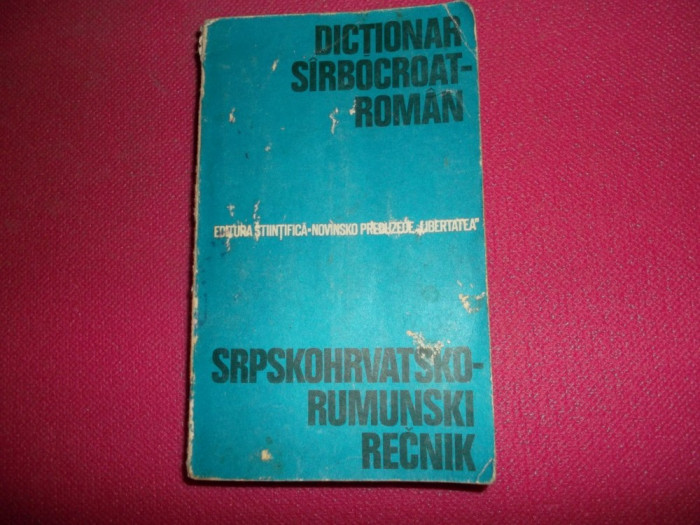 DICȚIONAR
SÎRBOCROAT-
ROMÂN
EDITURA ȘTIINȚIFICĂ • NOVINSKO PREDUZEĆE „LIBERTATEA”
SRPSKOHRVATSKO-
RUMUNSKI
REČNIK